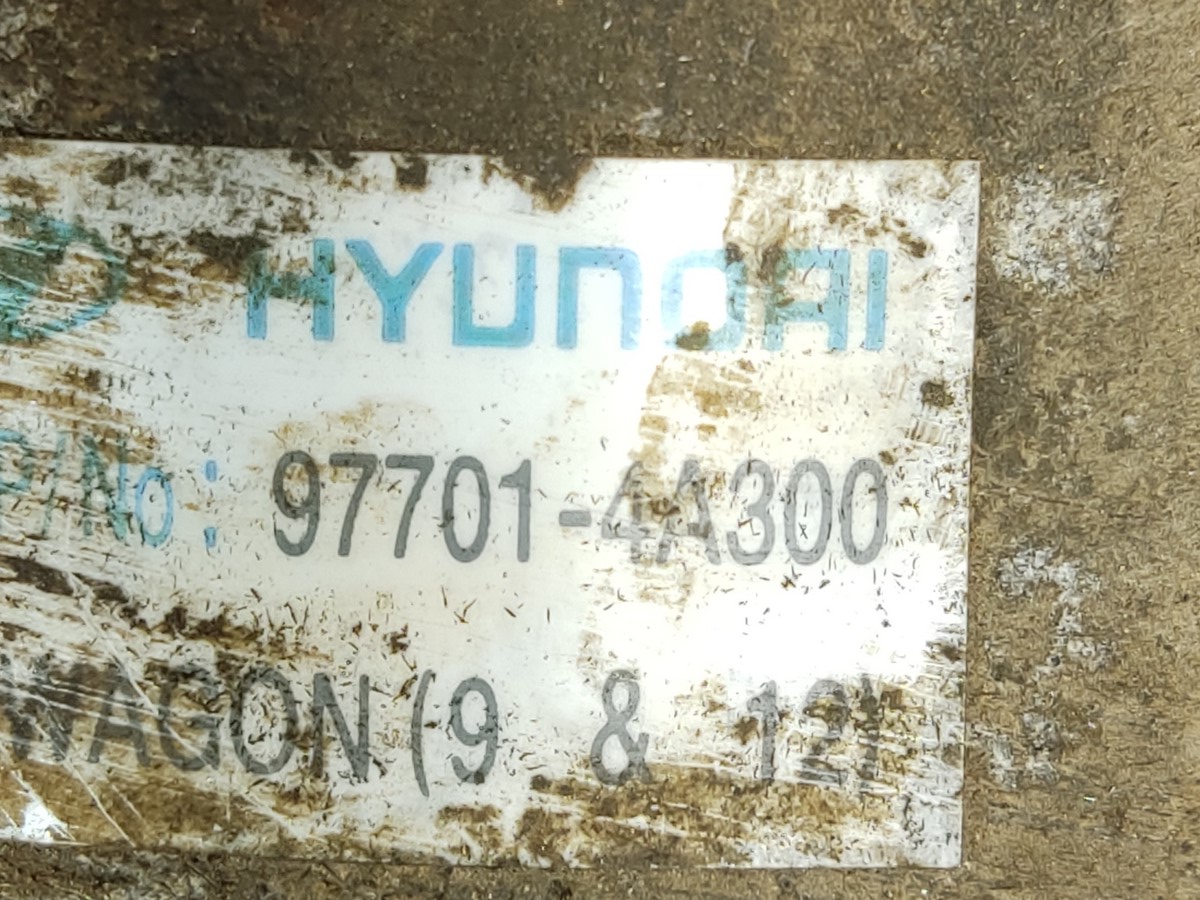 HYUNDAI
P/No: 97701-4A300
WAGON (9 & 12)